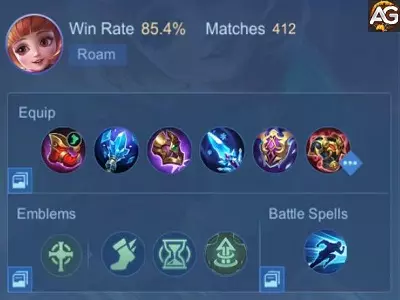 AG
Win Rate 85.4% Matches 412
Roam
Equip
Emblems
Battle Spells